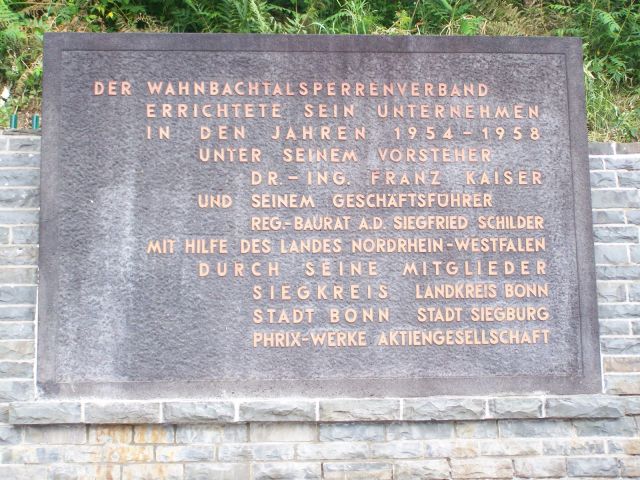 DER WAHNBACHTALSPERRENVERBAND
ERRICHTETE SEIN UNTERNEHMEN
IN DEN JAHREN 1954-1958
UNTER SEINEM VORSTEHER
DR.-ING. FRANZ KAISER
UND SEINEM GESCHÄFTSFÜHRER
REG-BAURAT A.D. SIEGFRIED SCHILDER
MIT HILFE DES LANDES NORDRHEIN-WESTFALEN
DURCH SEINE MITGLIEDER
SIEGKREIS LANDKREIS BONN
STADT BONN STADT SIEGBURG
PHRIX-WERKE AKTIENGESELLSCHAFT